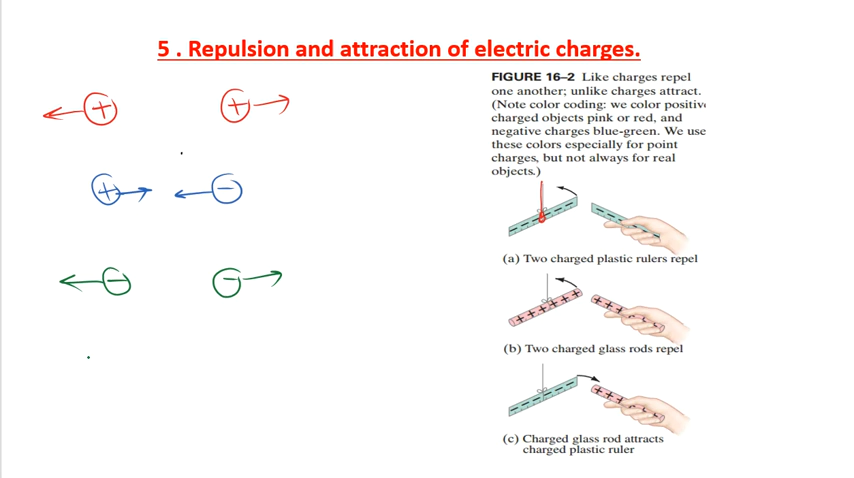 5 . Repulsion and attraction of electric charges.
+ +
+ −
− −
FIGURE 16–2 Like charges repel
one another; unlike charges attract.
(Note color coding: we color positive
charged objects pink or red, and
negative charges blue-green. We use
these colors especially for point
charges, but not always for real
objects.)
(a) Two charged plastic rulers repel
(b) Two charged glass rods repel
(c) Charged glass rod attracts
charged plastic ruler